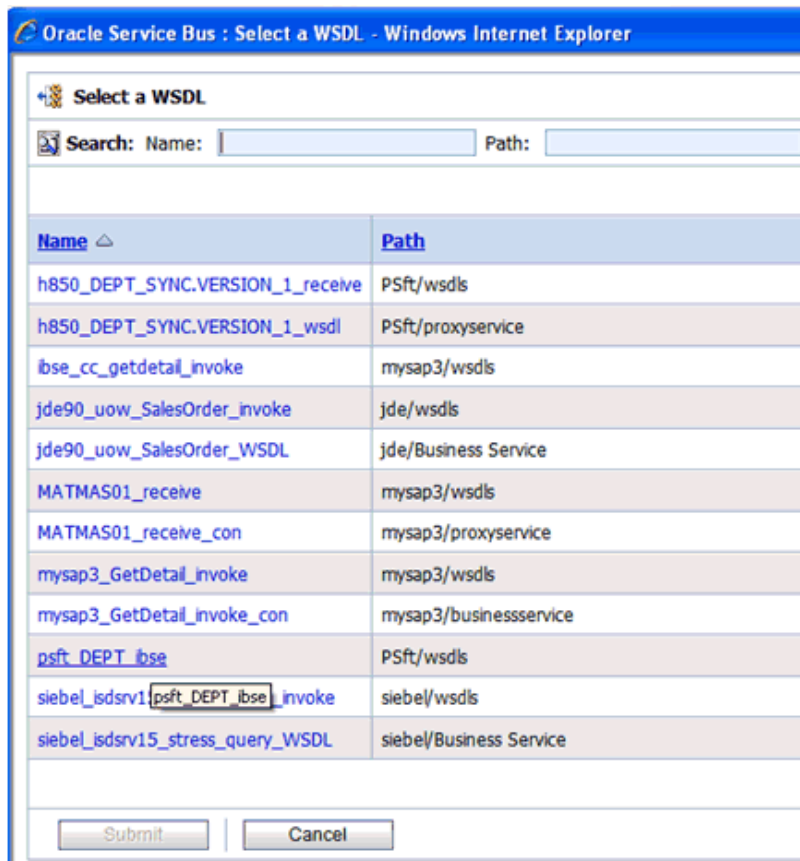 Oracle Service Bus : Select a WSDL - Windows Internet Explorer
Select a WSDL
Search: Name: Path:
Name Path
h850_DEPT_SYNC.VERSION_1_receive PSft/wsdls
h850_DEPT_SYNC.VERSION_1_wsdl PSft/proxyservice
ibse_cc_getdetail_invoke mysap3/wsdls
jde90_uow_SalesOrder_invoke jde/wsdls
jde90_uow_SalesOrder_WSDL jde/Business Service
MATMAS01_receive mysap3/wsdls
MATMAS01_receive_con mysap3/proxyservice
mysap3_GetDetail_invoke mysap3/wsdls
mysap3_GetDetail_invoke_con mysap3/businessservice
psft_DEPT_ibse PSft/wsdls
siebel_isdsrv1 psft_DEPT_ibse _invoke siebel/wsdls
siebel_isdsrv15_stress_query_WSDL siebel/Business Service
Submit Cancel